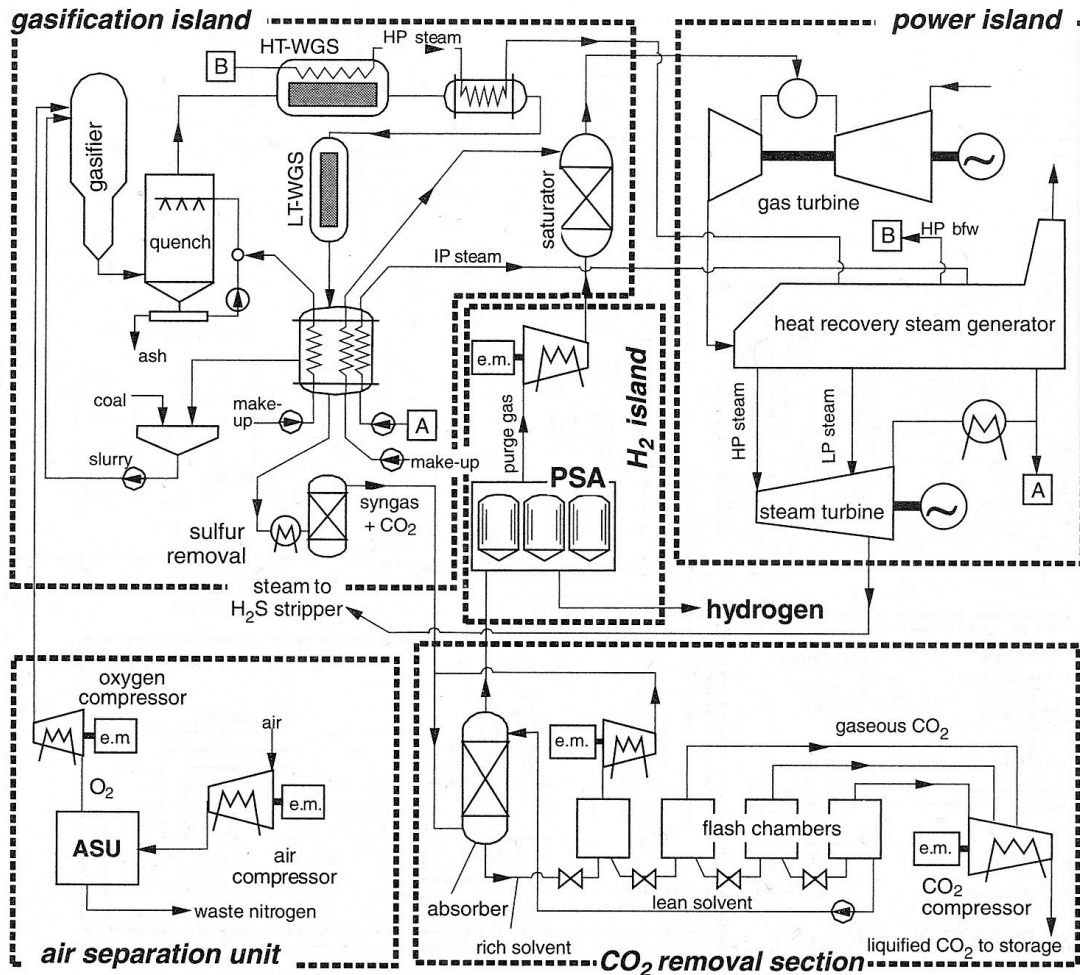 gasification island
power island
HT-WGS
HP steam
B
gasifier
quench
LT-WGS
saturator
gas turbine
B
HP bfw
IP steam
heat recovery steam generator
ash
coal
make-
up
A
make-up
slurry
e.m.
H2 island
purge gas
PSA
HP steam
LP steam
A
steam turbine
syngas
+ CO2
sulfur
removal
steam to
H2S stripper
hydrogen
oxygen
compressor
e.m
air
O2
e.m.
ASU
air
compressor
waste nitrogen
air separation unit
e.m.
gaseous CO2
flash chambers
e.m.
CO2
compressor
absorber
lean solvent
rich solvent
liquified CO2 to storage
CO2 removal section